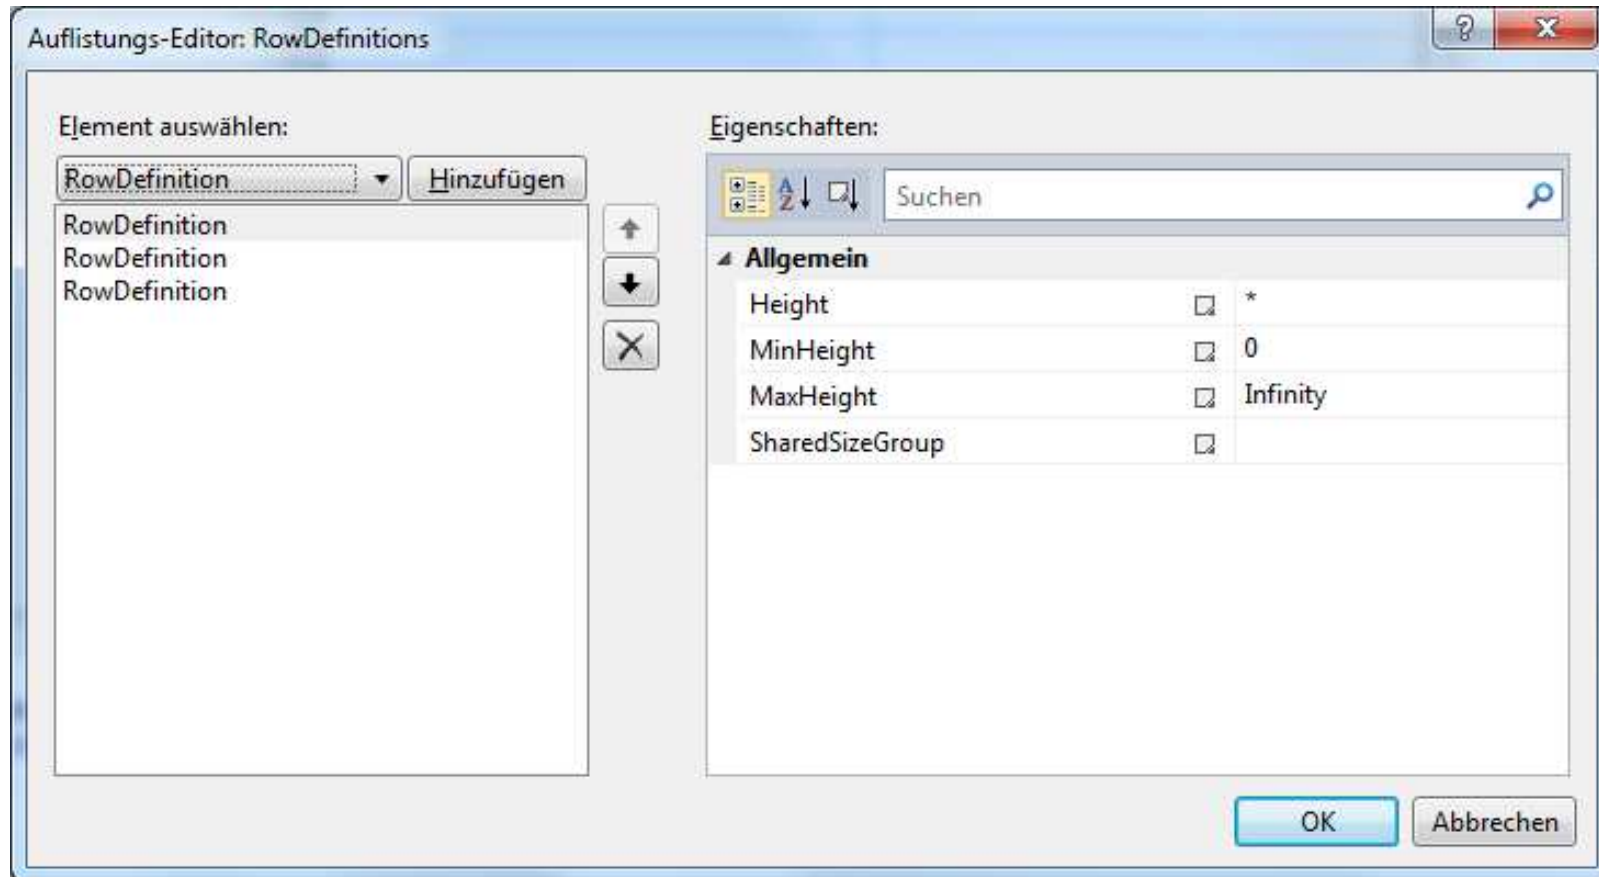 Auflistungs-Editor: RowDefinitions
Element auswählen:
RowDefinition
Hinzufügen
RowDefinition
RowDefinition
RowDefinition
Eigenschaften:
Suchen
Allgemein
Height *
MinHeight 0
MaxHeight Infinity
SharedSizeGroup
OK
Abbrechen